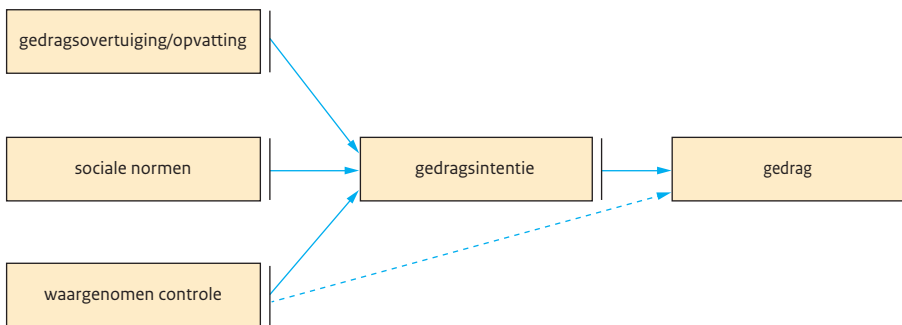 gedragsovertuiging/opvatting
sociale normen
gedragsintentie
gedrag
waargenomen controle